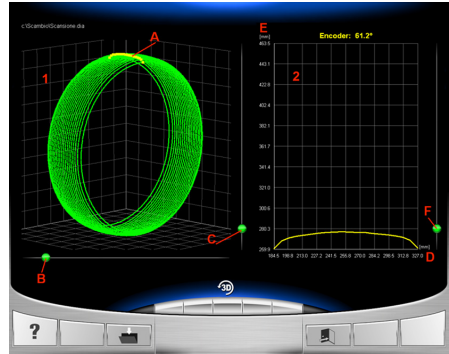 c:\Scambio\Scansione.dia
E
[mm]
Encoder: 61.2°
A
463.5
443.1
422.8
402.4
382.1
361.7
341.4
321.0
300.6
280.3
259.9
1
2
C
F
B
[mm]
D
184.5 198.8 213.0 227.2 241.5 255.8 270.0 284.2 298.5 312.8 327.0
3D
?